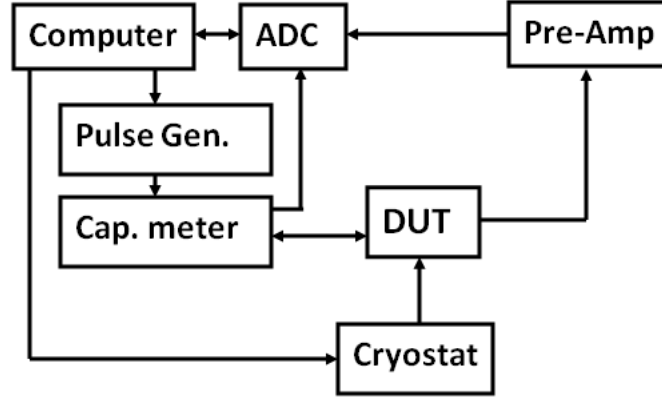 Computer
ADC
Pre-Amp
Pulse Gen.
Cap. meter
DUT
Cryostat